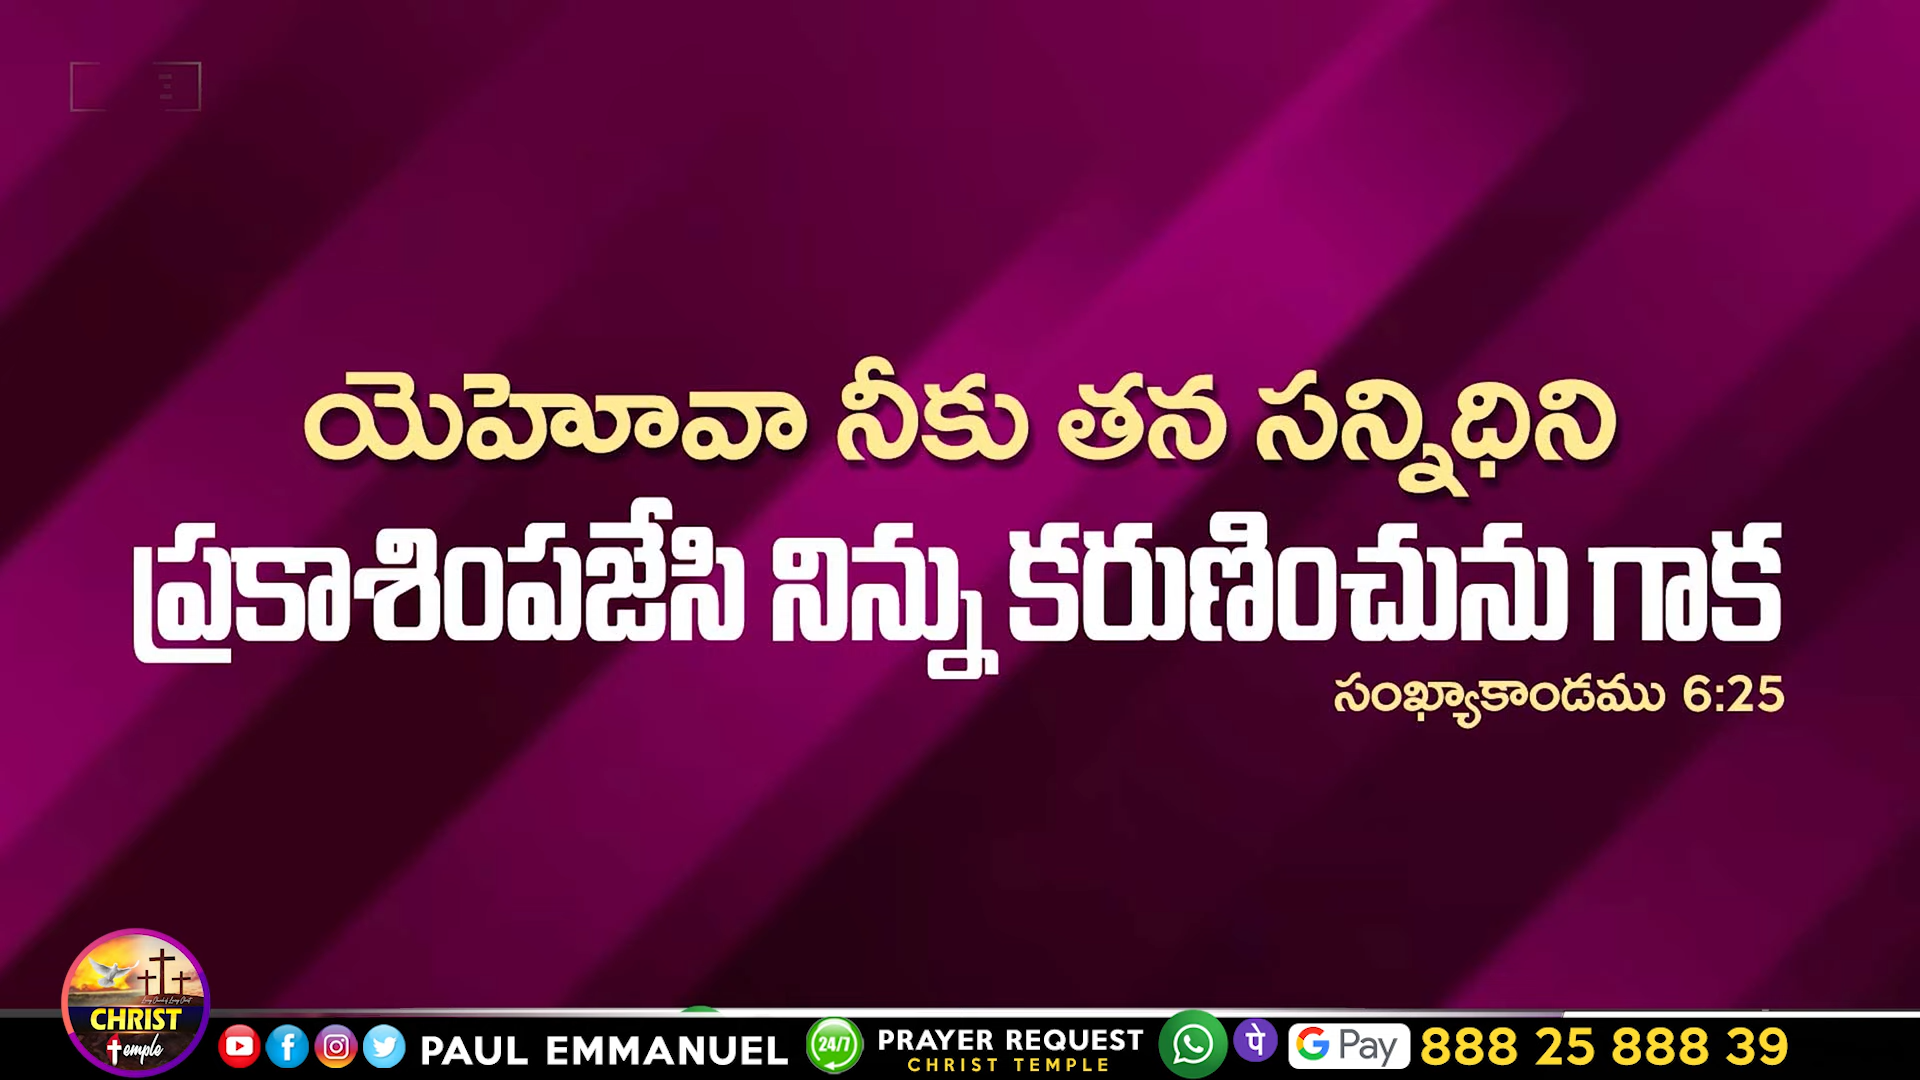 యెహెూవా నీకు తన సన్నిధిని
ప్రకాశింపజేసి నిన్ను కరుణించును గాక
సంఖ్యాకాండము 6:25
CHRIST
Temple
PAUL EMMANUEL
24/7
PRAYER REQUEST
CHRIST TEMPLE
पे
G Pay
888 25 888 39